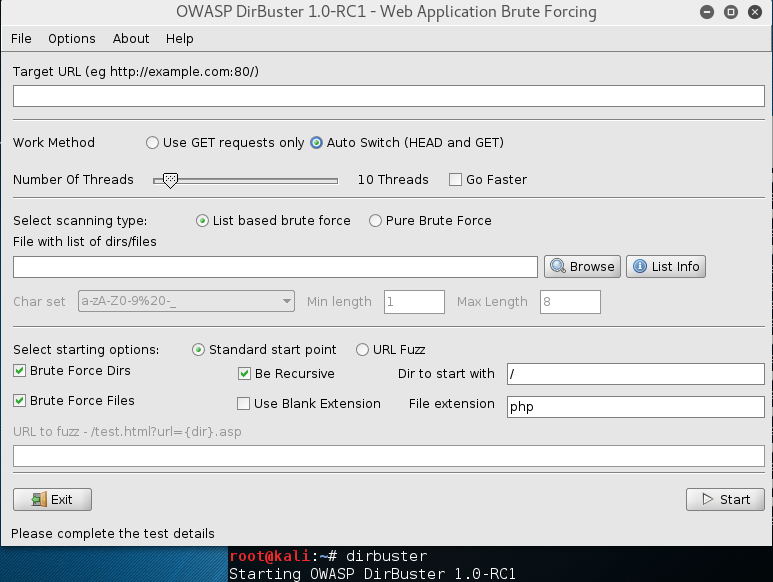 OWASP DirBuster 1.0-RC1 - Web Application Brute Forcing
File Options About Help
Target URL (eg http://example.com:80/)
Work Method Use GET requests only Auto Switch (HEAD and GET)
Number Of Threads 10 Threads Go Faster
Select scanning type: List based brute force Pure Brute Force
File with list of dirs/files
Browse List Info
Char set a-zA-Z0-9%20-_ Min length 1 Max Length 8
Select starting options: Standard start point URL Fuzz
Brute Force Dirs Be Recursive Dir to start with /
Brute Force Files Use Blank Extension File extension php
URL to fuzz - /test.html?url={dir}.asp
Exit Start
Please complete the test details
root@kali:~# dirbuster
Starting OWASP DirBuster 1.0-RC1